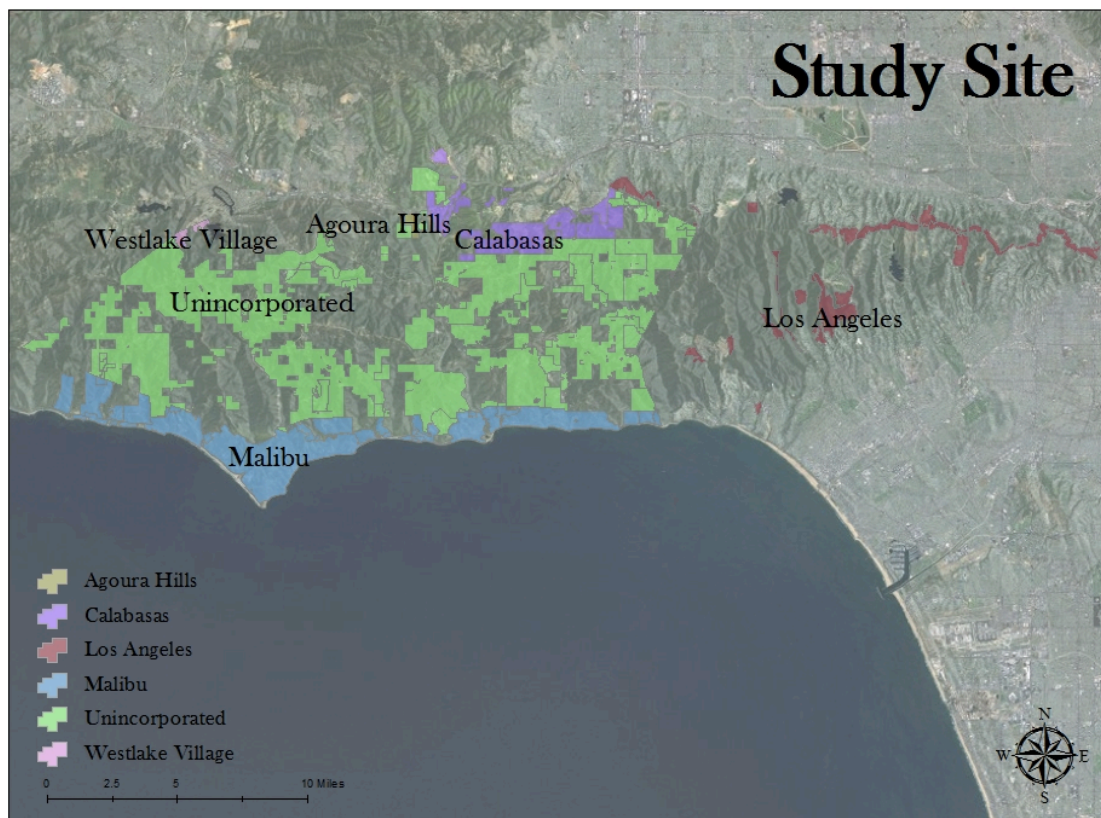 Study Site
Agoura Hills
Westlake Village
Calabasas
Unincorporated
Los Angeles
Malibu
Agoura Hills
Calabasas
Los Angeles
Malibu
Unincorporated
Westlake Village
0 2.5 5 10 Miles
N
W E
S